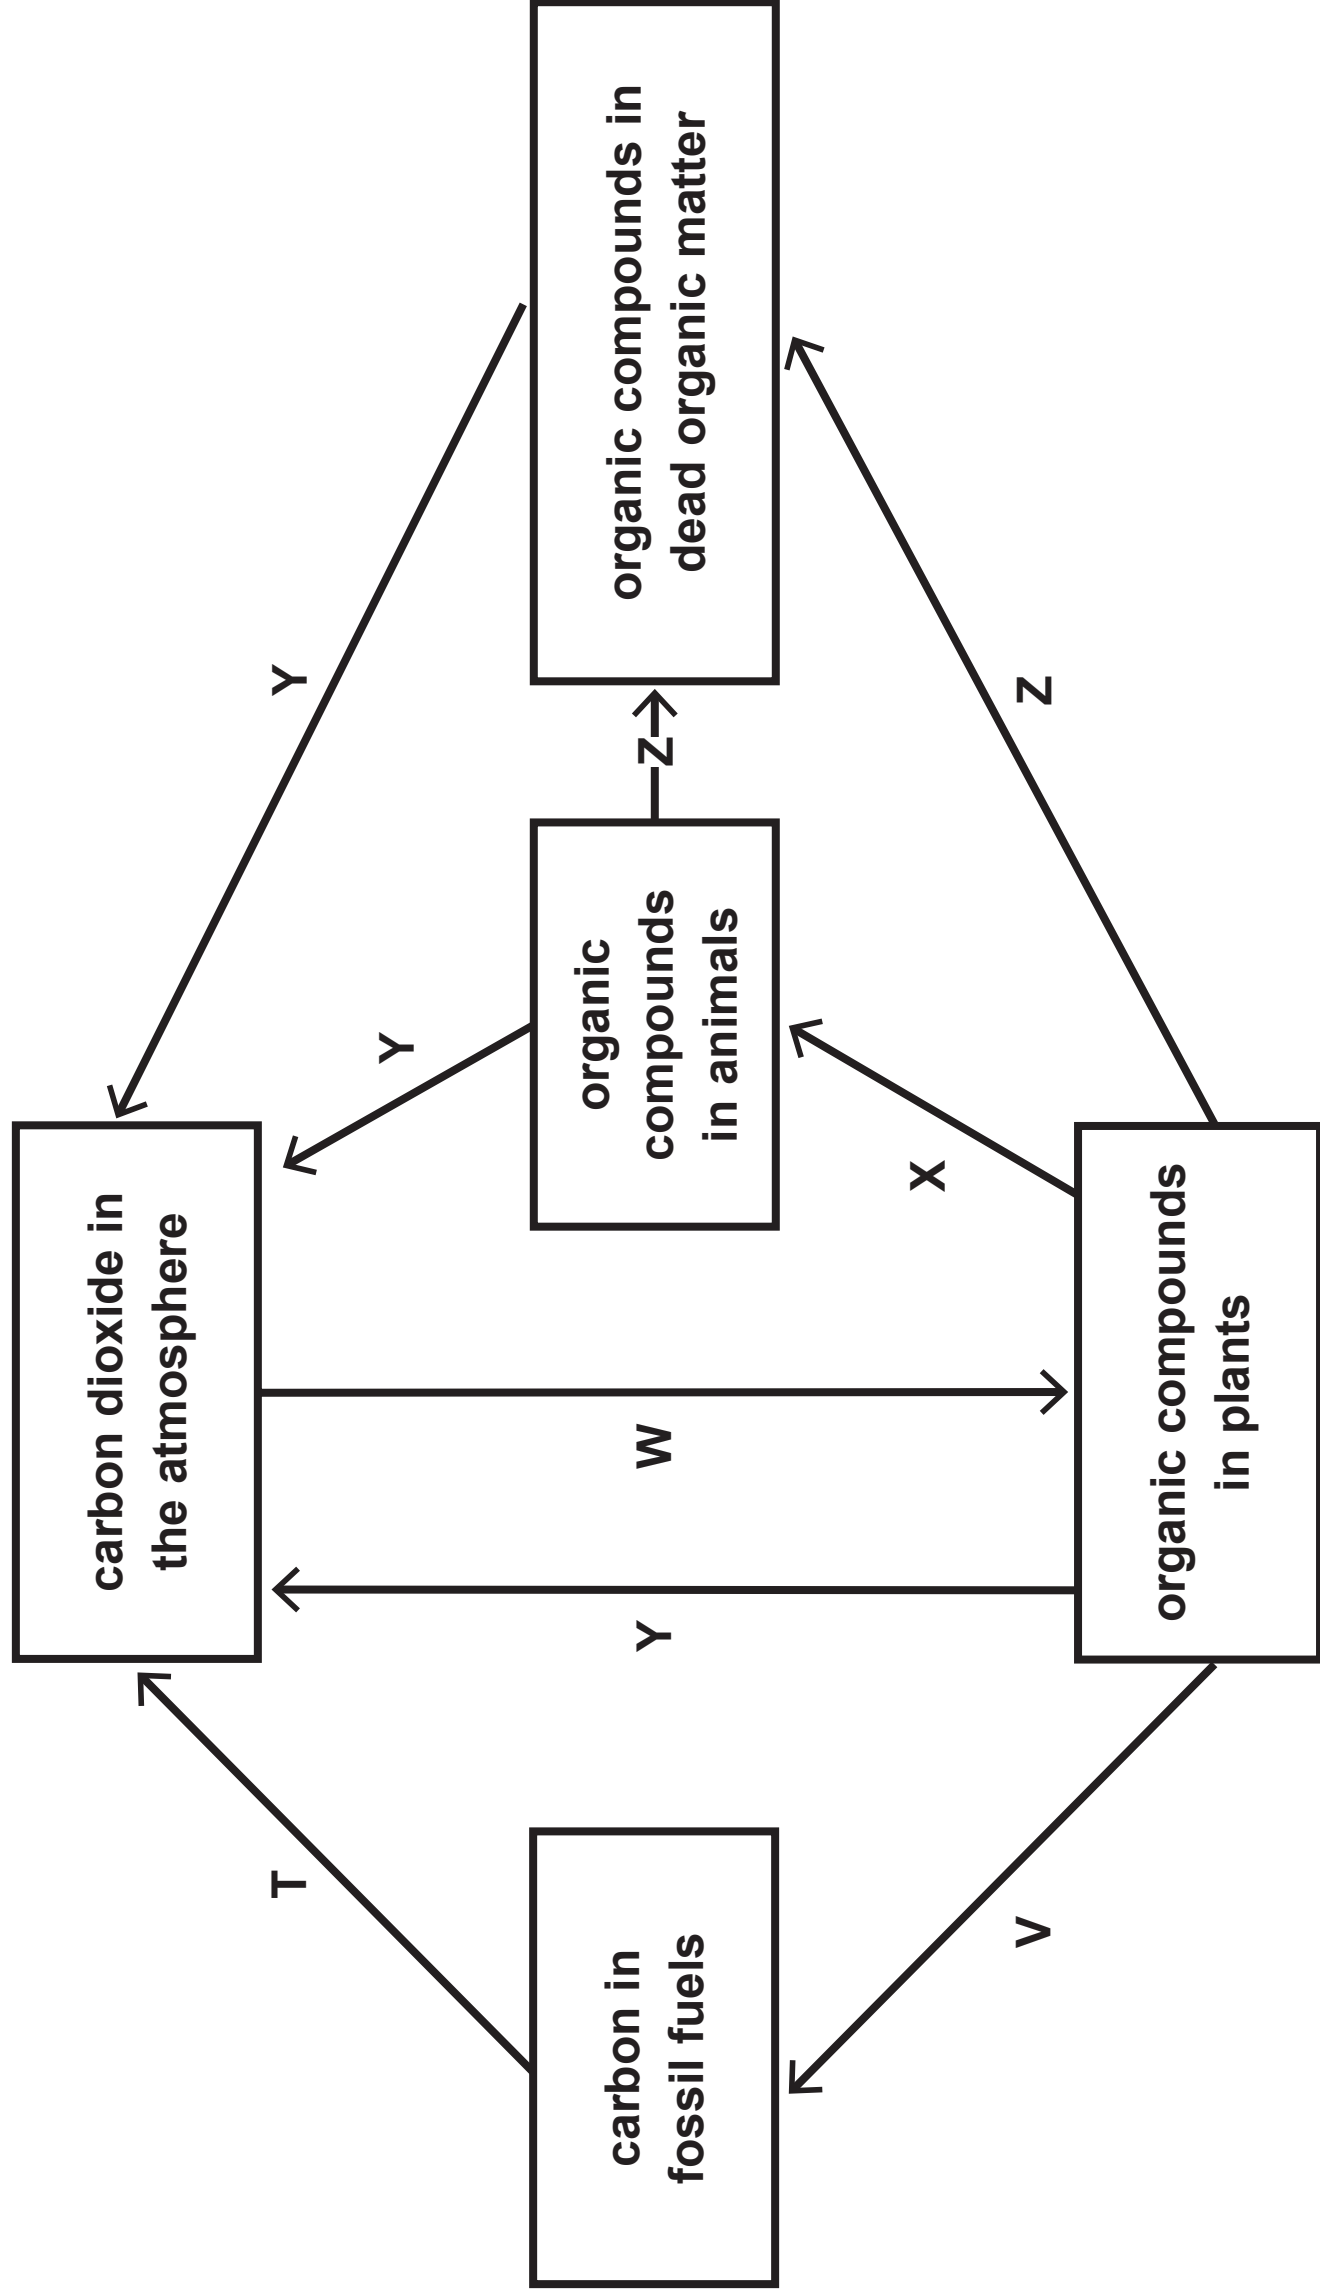 carbon dioxide in
the atmosphere
T
Y
Y
carbon in
fossil fuels
Y
W
organic
compounds
in animals
Z
organic compounds in
dead organic matter
V
X
Z
organic compounds
in plants